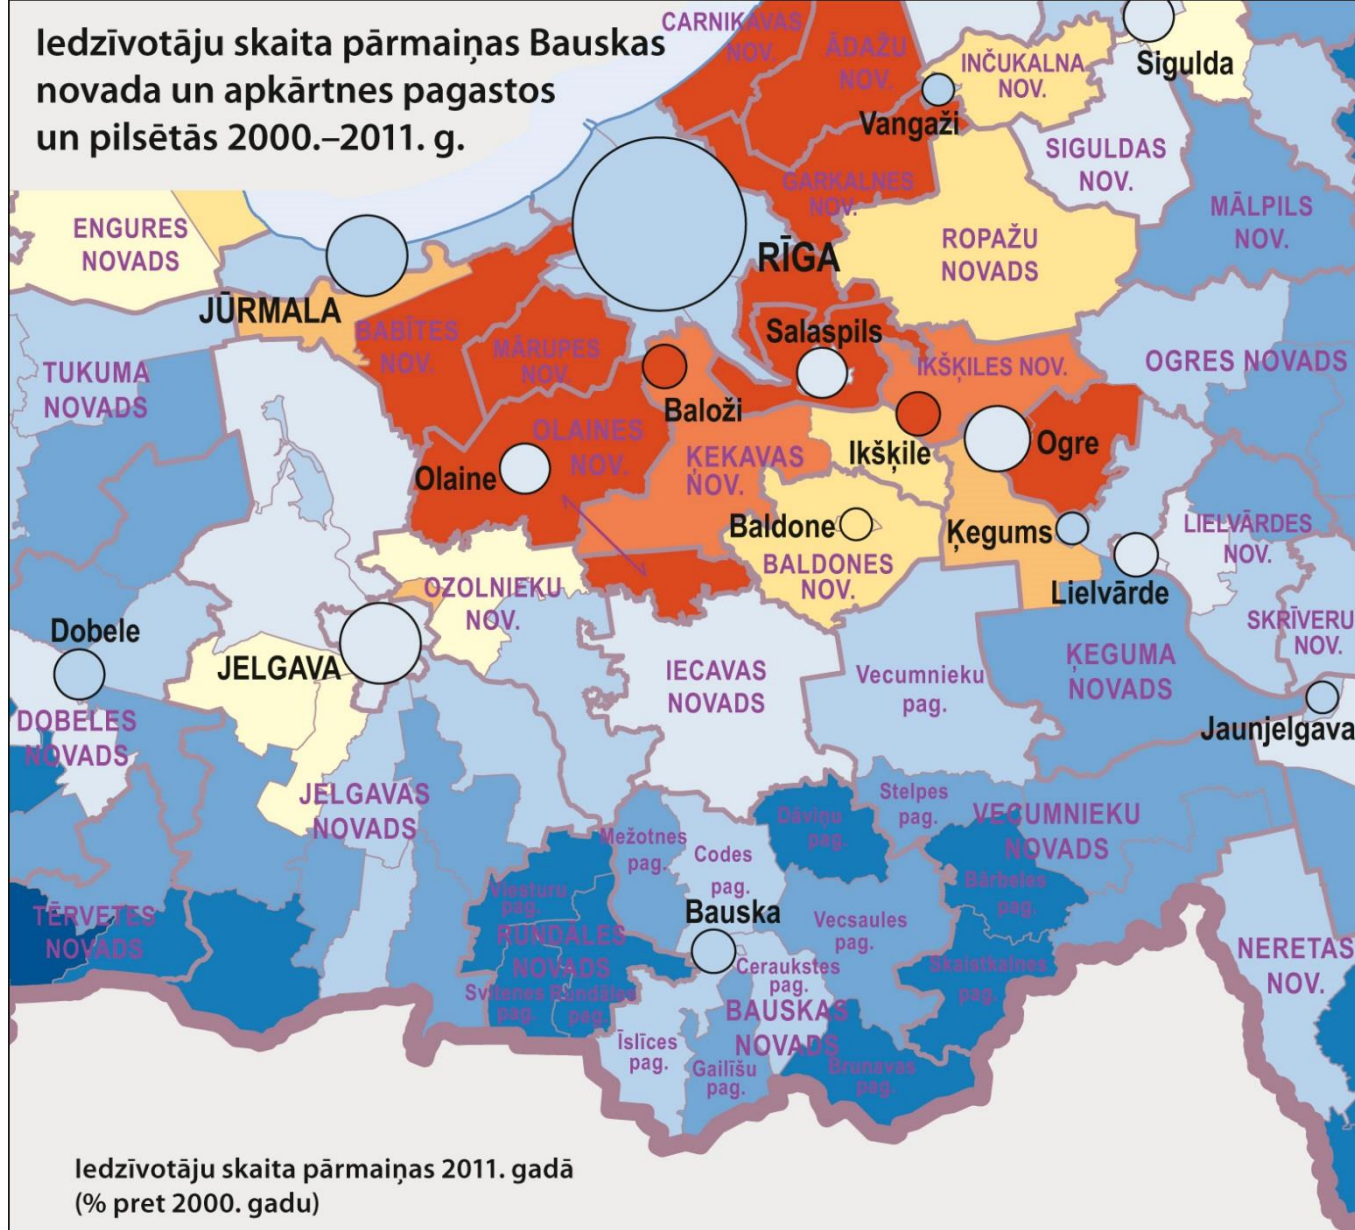 Iedzīvotāju skaita pārmaiņas Bauskas
novada un apkārtnes pagastos
un pilsētās 2000.–2011. g.
CARNIKAVAS
NOV.
ĀDAŽU
NOV.
INČUKALNA
NOV.
Sigulda
Vangaži
SIGULDAS
NOV.
GARKALNES
NOV.
MĀLPILS
NOV.
ENGURES
NOVADS
ROPAŽU
NOVADS
RĪGA
JŪRMALA
BABĪTES
NOV.
MĀRUPES
NOV.
Salaspils
IKŠĶILES NOV.
OGRES NOVADS
TUKUMA
NOVADS
Baloži
OLAINES
NOV.
Ikšķile
Ogre
Olaine
ĶEKAVAS
NOV.
Baldone
BALDONES
NOV.
Ķegums
LIELVĀRDES
NOV.
Lielvārde
OZOLNIEKU
NOV.
SKRĪVERU
NOV.
Dobele
JELGAVA
IECAVAS
NOVADS
Vecumnieku
pag.
ĶEGUMA
NOVADS
DOBELES
NOVADS
Jaunjelgava
JELGAVAS
NOVADS
Stelpes
pag.
VECUMNIEKU
NOVADS
Mežotnes
pag.
Codes
pag.
Dāviņu
pag.
Viesturu
pag.
Bauska
Vecsaules
pag.
Bārbeles
pag.
TĒRVETES
NOVADS
RUNDĀLES
NOVADS
NERETAS
NOV.
Ceraukstes
pag.
Skaistkalnes
pag.
Svitenes
pag.
Rundāles
pag.
BAUSKAS
NOVADS
Īslīces
pag.
Gailīšu
pag.
Brunavas
pag.
Iedzīvotāju skaita pārmaiņas 2011. gadā
(% pret 2000. gadu)